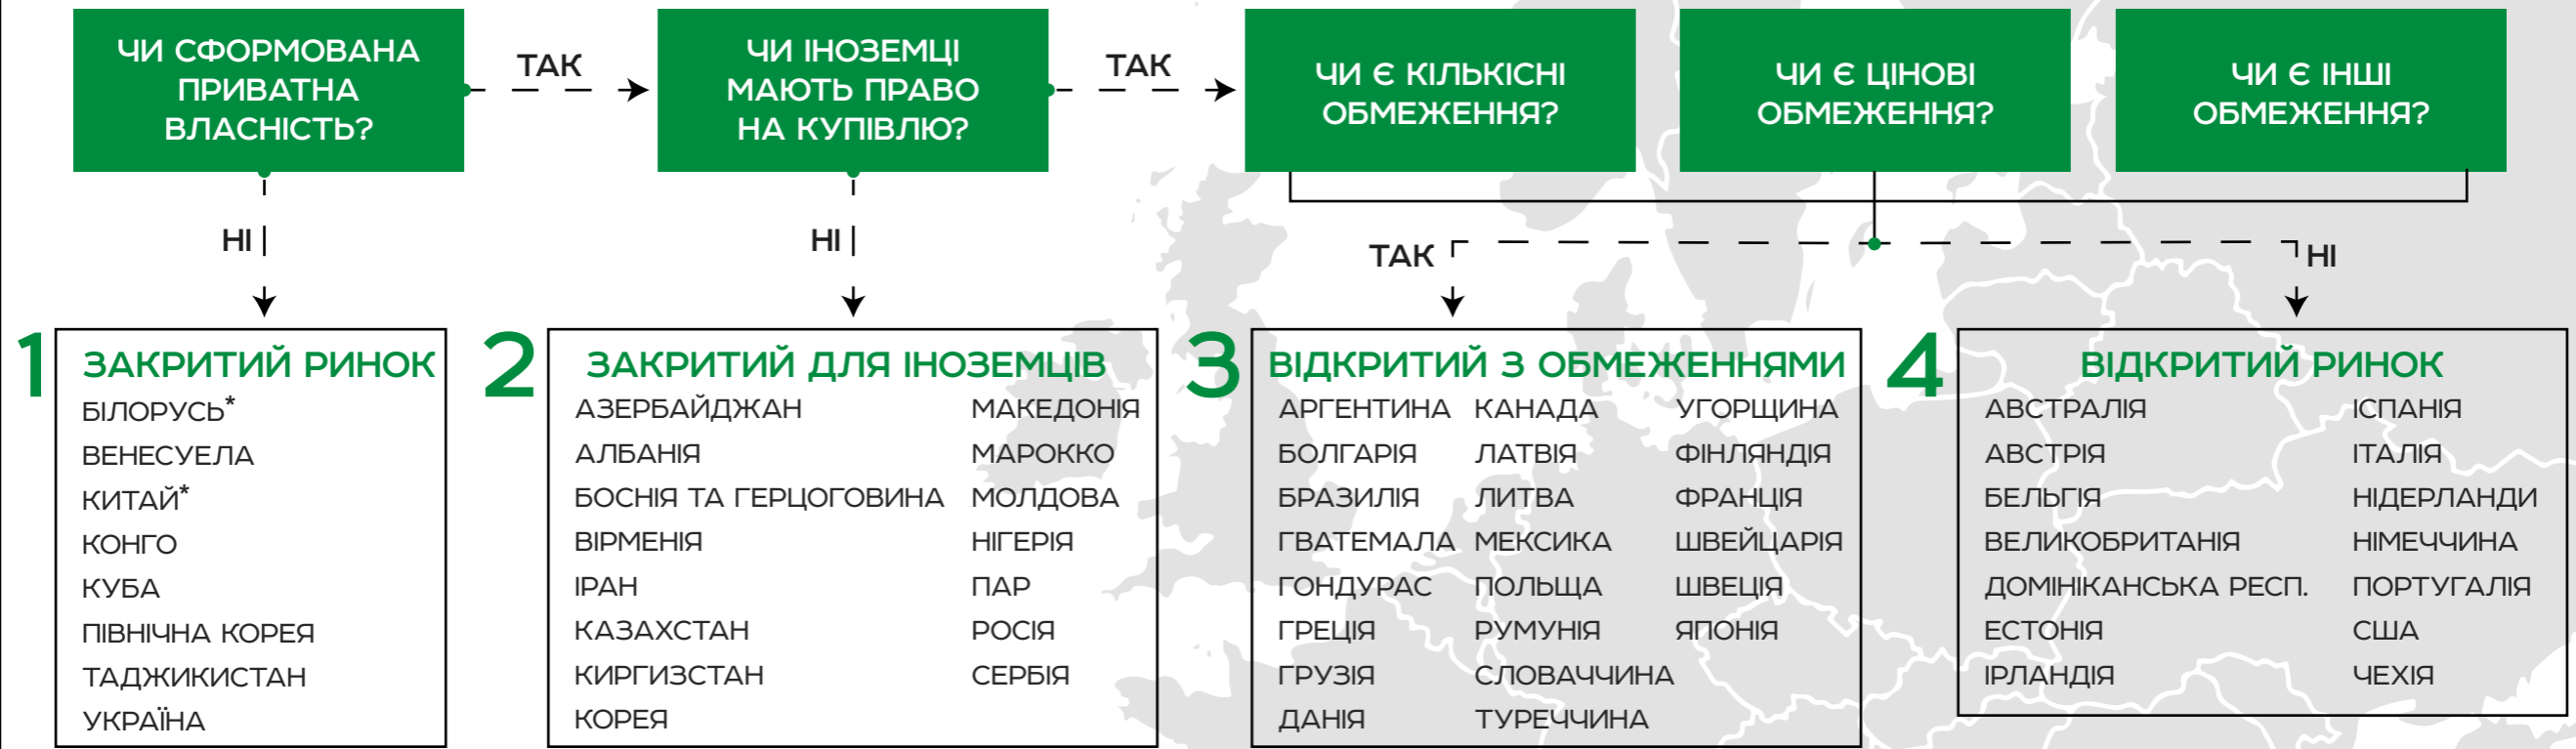 ЧИ СФОРМОВАНА
ПРИВАТНА
ВЛАСНІСТЬ?
ТАК
ЧИ ІНОЗЕМЦІ
МАЮТЬ ПРАВО
НА КУПІВЛЮ?
ТАК
ЧИ Є КІЛЬКІСНІ
ОБМЕЖЕННЯ?
ЧИ Є ЦІНОВІ
ОБМЕЖЕННЯ?
ЧИ Є ІНШІ
ОБМЕЖЕННЯ?
НІ
НІ
ТАК
НІ
1
ЗАКРИТИЙ РИНОК
БІЛОРУСЬ*
ВЕНЕСУЕЛА
КИТАЙ*
КОНГО
КУБА
ПІВНІЧНА КОРЕЯ
ТАДЖИКИСТАН
УКРАЇНА
2
ЗАКРИТИЙ ДЛЯ ІНОЗЕМЦІВ
АЗЕРБАЙДЖАН
АЛБАНІЯ
БОСНІЯ ТА ГЕРЦОГОВИНА
ВІРМЕНІЯ
ІРАН
КАЗАХСТАН
КИРГИЗСТАН
КОРЕЯ
МАКЕДОНІЯ
МАРОККО
МОЛДОВА
НІГЕРІЯ
ПАР
РОСІЯ
СЕРБІЯ
3
ВІДКРИТИЙ З ОБМЕЖЕННЯМИ
АРГЕНТИНА
БОЛГАРІЯ
БРАЗИЛІЯ
ГВАТЕМАЛА
ГОНДУРАС
ГРЕЦІЯ
ГРУЗІЯ
ДАНІЯ
КАНАДА
ЛАТВІЯ
ЛИТВА
МЕКСИКА
ПОЛЬЩА
РУМУНІЯ
СЛОВАЧЧИНА
ТУРЕЧЧИНА
УГОРЩИНА
ФІНЛЯНДІЯ
ФРАНЦІЯ
ШВЕЙЦАРІЯ
ШВЕЦІЯ
ЯПОНІЯ
4
ВІДКРИТИЙ РИНОК
АВСТРАЛІЯ
АВСТРІЯ
БЕЛЬГІЯ
ВЕЛИКОБРИТАНІЯ
ДОМІНІКАНСЬКА РЕСП.
ЕСТОНІЯ
ІРЛАНДІЯ
ІСПАНІЯ
ІТАЛІЯ
НІДЕРЛАНДИ
НІМЕЧЧИНА
ПОРТУГАЛІЯ
США
ЧЕХІЯ